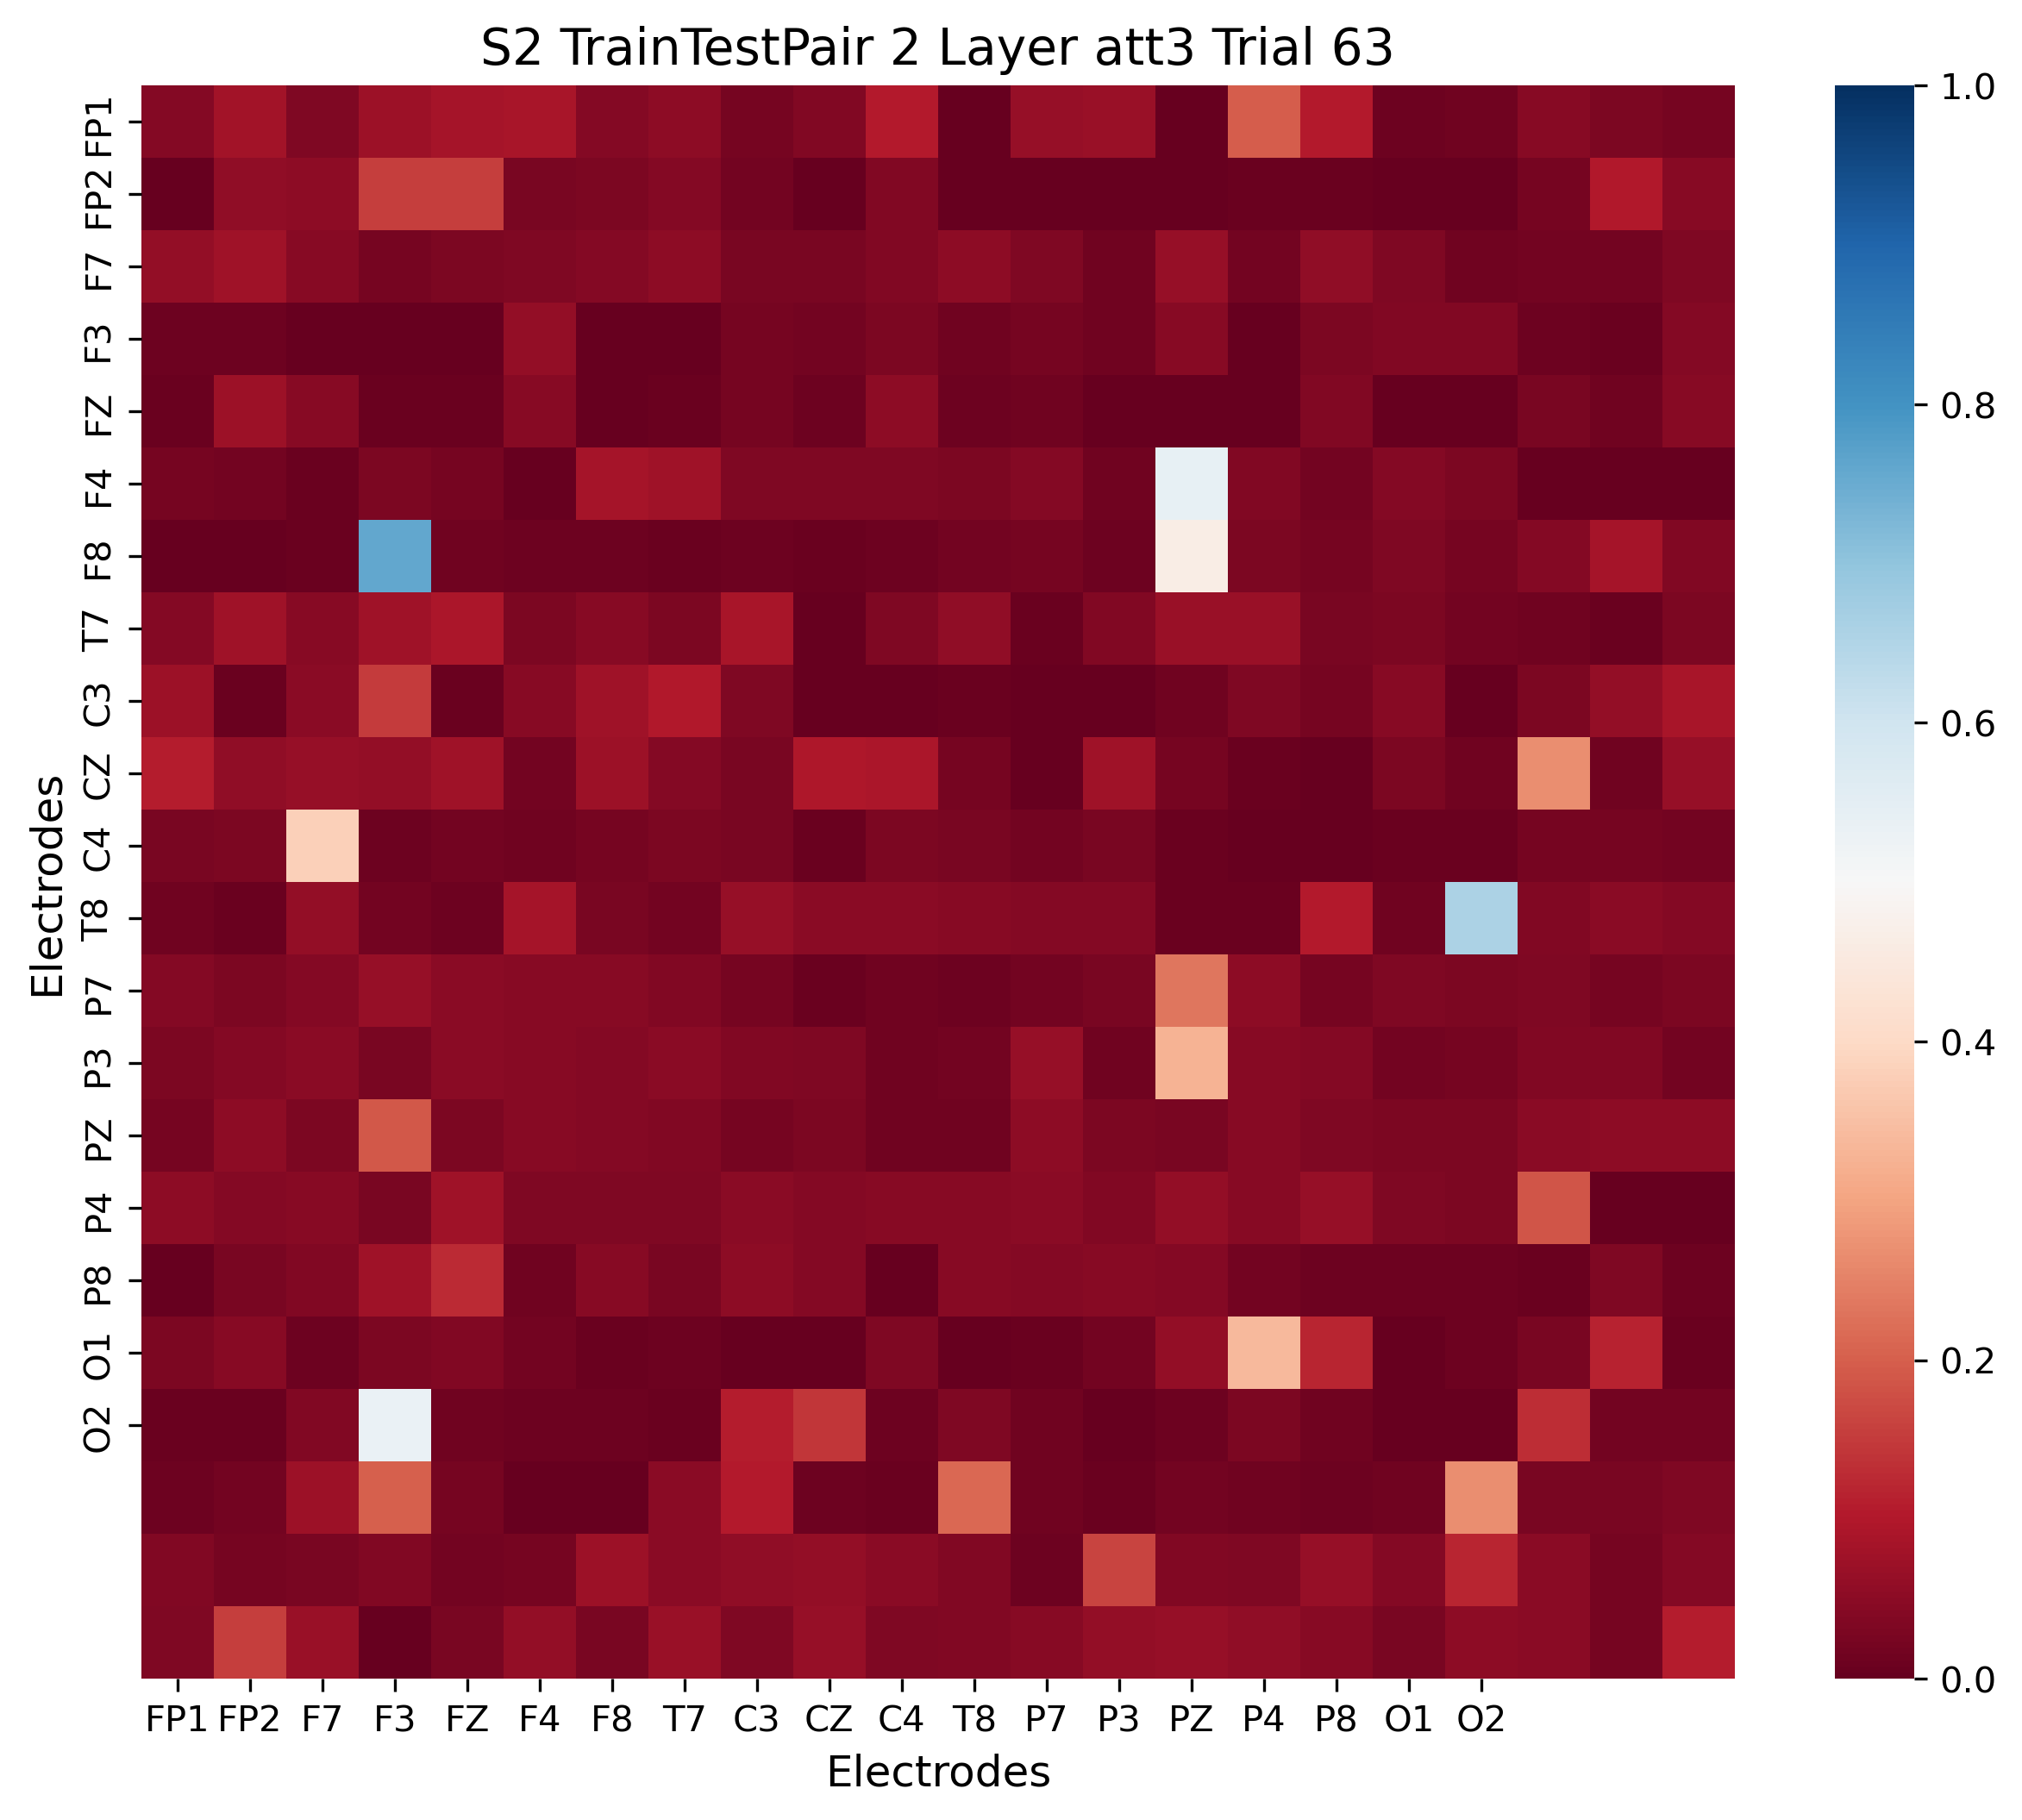 S2 TrainTestPair 2 Layer att3 Trial 63
Electrodes
FP1
FP2
F7
F3
FZ
F4
F8
T7
C3
CZ
C4
T8
P7
P3
PZ
P4
P8
O1
O2
FP1 FP2 F7 F3 FZ F4 F8 T7 C3 CZ C4 T8 P7 P3 PZ P4 P8 O1 O2
Electrodes
1.0
0.8
0.6
0.4
0.2
0.0